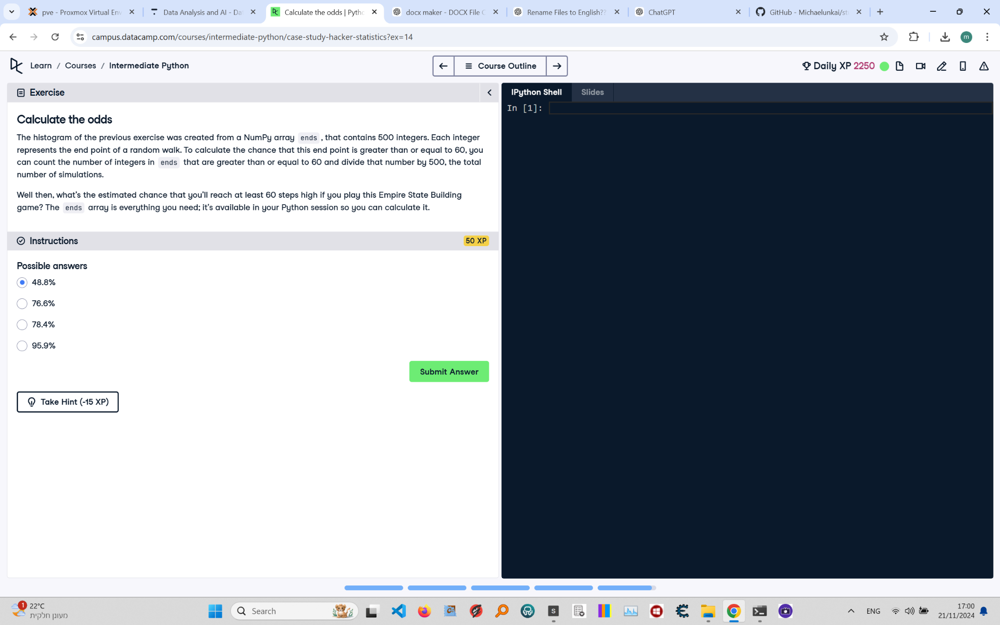 pve - Proxmox Virtual Env
Data Analysis and AI - Dat
Calculate the odds | Pytho
docx maker - DOCX File C
Rename Files to English??
ChatGPT
GitHub - Michaelunkai/stu
campus.datacamp.com/courses/intermediate-python/case-study-hacker-statistics?ex=14
m
Learn / Courses / Intermediate Python
Course Outline
Daily XP 2250
Exercise
IPython Shell
Slides
In [1]:
Calculate the odds
The histogram of the previous exercise was created from a NumPy array ends, that contains 500 integers. Each integer
represents the end point of a random walk. To calculate the chance that this end point is greater than or equal to 60, you
can count the number of integers in ends that are greater than or equal to 60 and divide that number by 500, the total
number of simulations.
Well then, what's the estimated chance that you'll reach at least 60 steps high if you play this Empire State Building
game? The ends array is everything you need; it's available in your Python session so you can calculate it.
Instructions
50 XP
Possible answers
48.8%
76.6%
78.4%
95.9%
Submit Answer
Take Hint (-15 XP)
1
22°C
מעונן חלקית
Search
S
ENG
17:00
21/11/2024